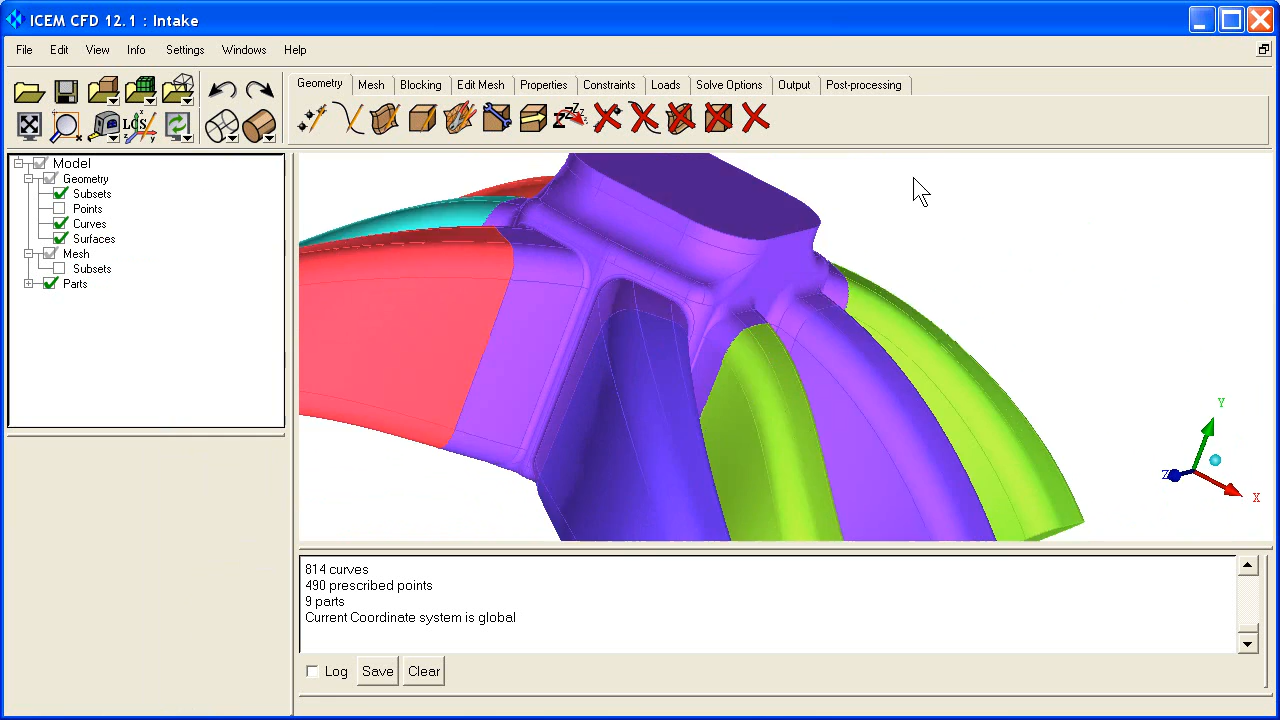 ICEM CFD 12.1 : Intake
File Edit View Info Settings Windows Help
Geometry Mesh Blocking Edit Mesh Properties Constraints Loads Solve Options Output Post-processing
LCS
Model
Geometry
Subsets
Points
Curves
Surfaces
Mesh
Subsets
Parts
Y
Z
X
814 curves
490 prescribed points
9 parts
Current Coordinate system is global
Log Save Clear